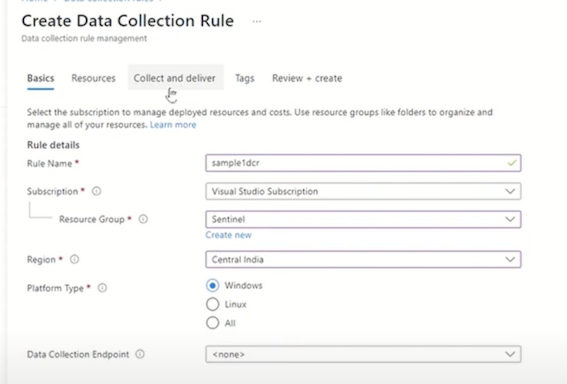 Create Data Collection Rule ...
Data collection rule management
Basics Resources Collect and deliver Tags Review + create
Select the subscription to manage deployed resources and costs. Use resource groups like folders to organize and
manage all of your resources. Learn more
Rule details
Rule Name * sample1dcr
Subscription * Visual Studio Subscription
Resource Group * Sentinel
Create new
Region * Central India
Platform Type * Windows
Linux
All
Data Collection Endpoint <none>